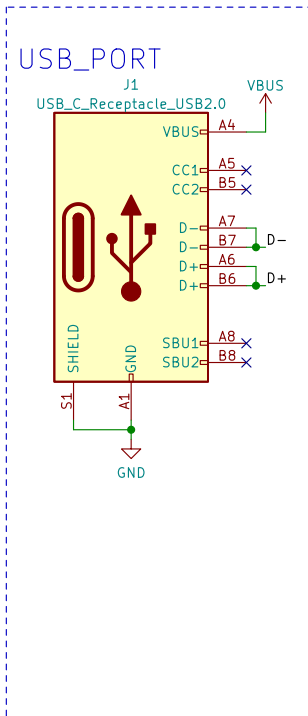 USB_PORT
J1
USB_C_Receptacle_USB2.0
VBUS
VBUS A4
CC1 A5
CC2 B5
D- A7
D- B7 D-
D+ A6
D+ B6 D+
SBU1 A8
SBU2 B8
SHIELD
GND
S1
A1
GND